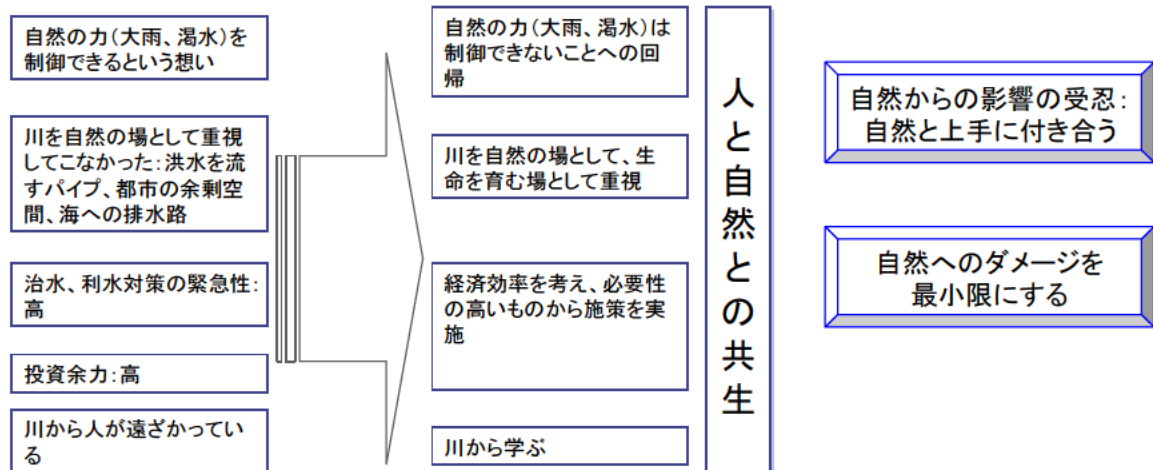 自然の力(大雨、渇水)を
制御できるという想い
川を自然の場として重視
してこなかった:洪水を流
すパイプ、都市の余剰空
間、海への排水路
治水、利水対策の緊急性:
高
投資余力:高
川から人が遠ざかってい
る
自然の力(大雨、渇水)は
制御できないことへの回
帰
川を自然の場として、生
命を育む場として重視
経済効率を考え、必要性
の高いものから施策を実
施
川から学ぶ
人と自然との共生
自然からの影響の受忍:
自然と上手に付き合う
自然へのダメージを
最小限にする